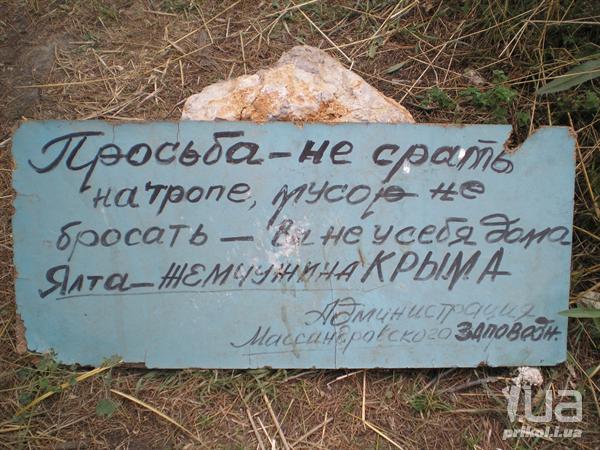 Просьба – не срать
на тропе, мусор не
бросать – Вы не у себя дома
Ялта – ЖЕМЧУЖИНА КРЫМА
Администрация
Массандровского ЗАПОВЕДН.
iua
prikol.i.ua